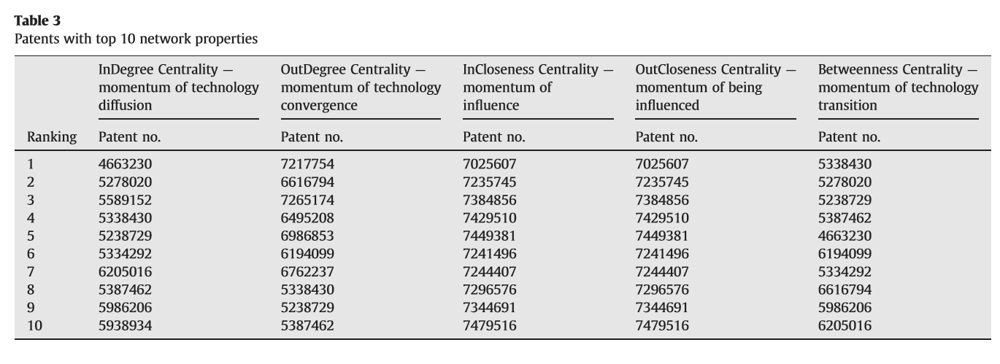 Table 3
Patents with top 10 network properties
InDegree Centrality — OutDegree Centrality — InCloseness Centrality — OutCloseness Centrality — Betweenness Centrality —
momentum of technology momentum of technology momentum of momentum of being momentum of technology
diffusion convergence influence influenced transition
Ranking Patent no. Patent no. Patent no. Patent no. Patent no.
1 4663230 7217754 7025607 7025607 5338430
2 5278020 6616794 7235745 7235745 5278020
3 5589152 7265174 7384856 7384856 5238729
4 5338430 6495208 7429510 7429510 5387462
5 5238729 6986853 7449381 7449381 4663230
6 5334292 6194099 7241496 7241496 6194099
7 6205016 6762237 7244407 7244407 5334292
8 5387462 5338430 7296576 7296576 6616794
9 5986206 5238729 7344691 7344691 5986206
10 5938934 5387462 7479516 7479516 6205016